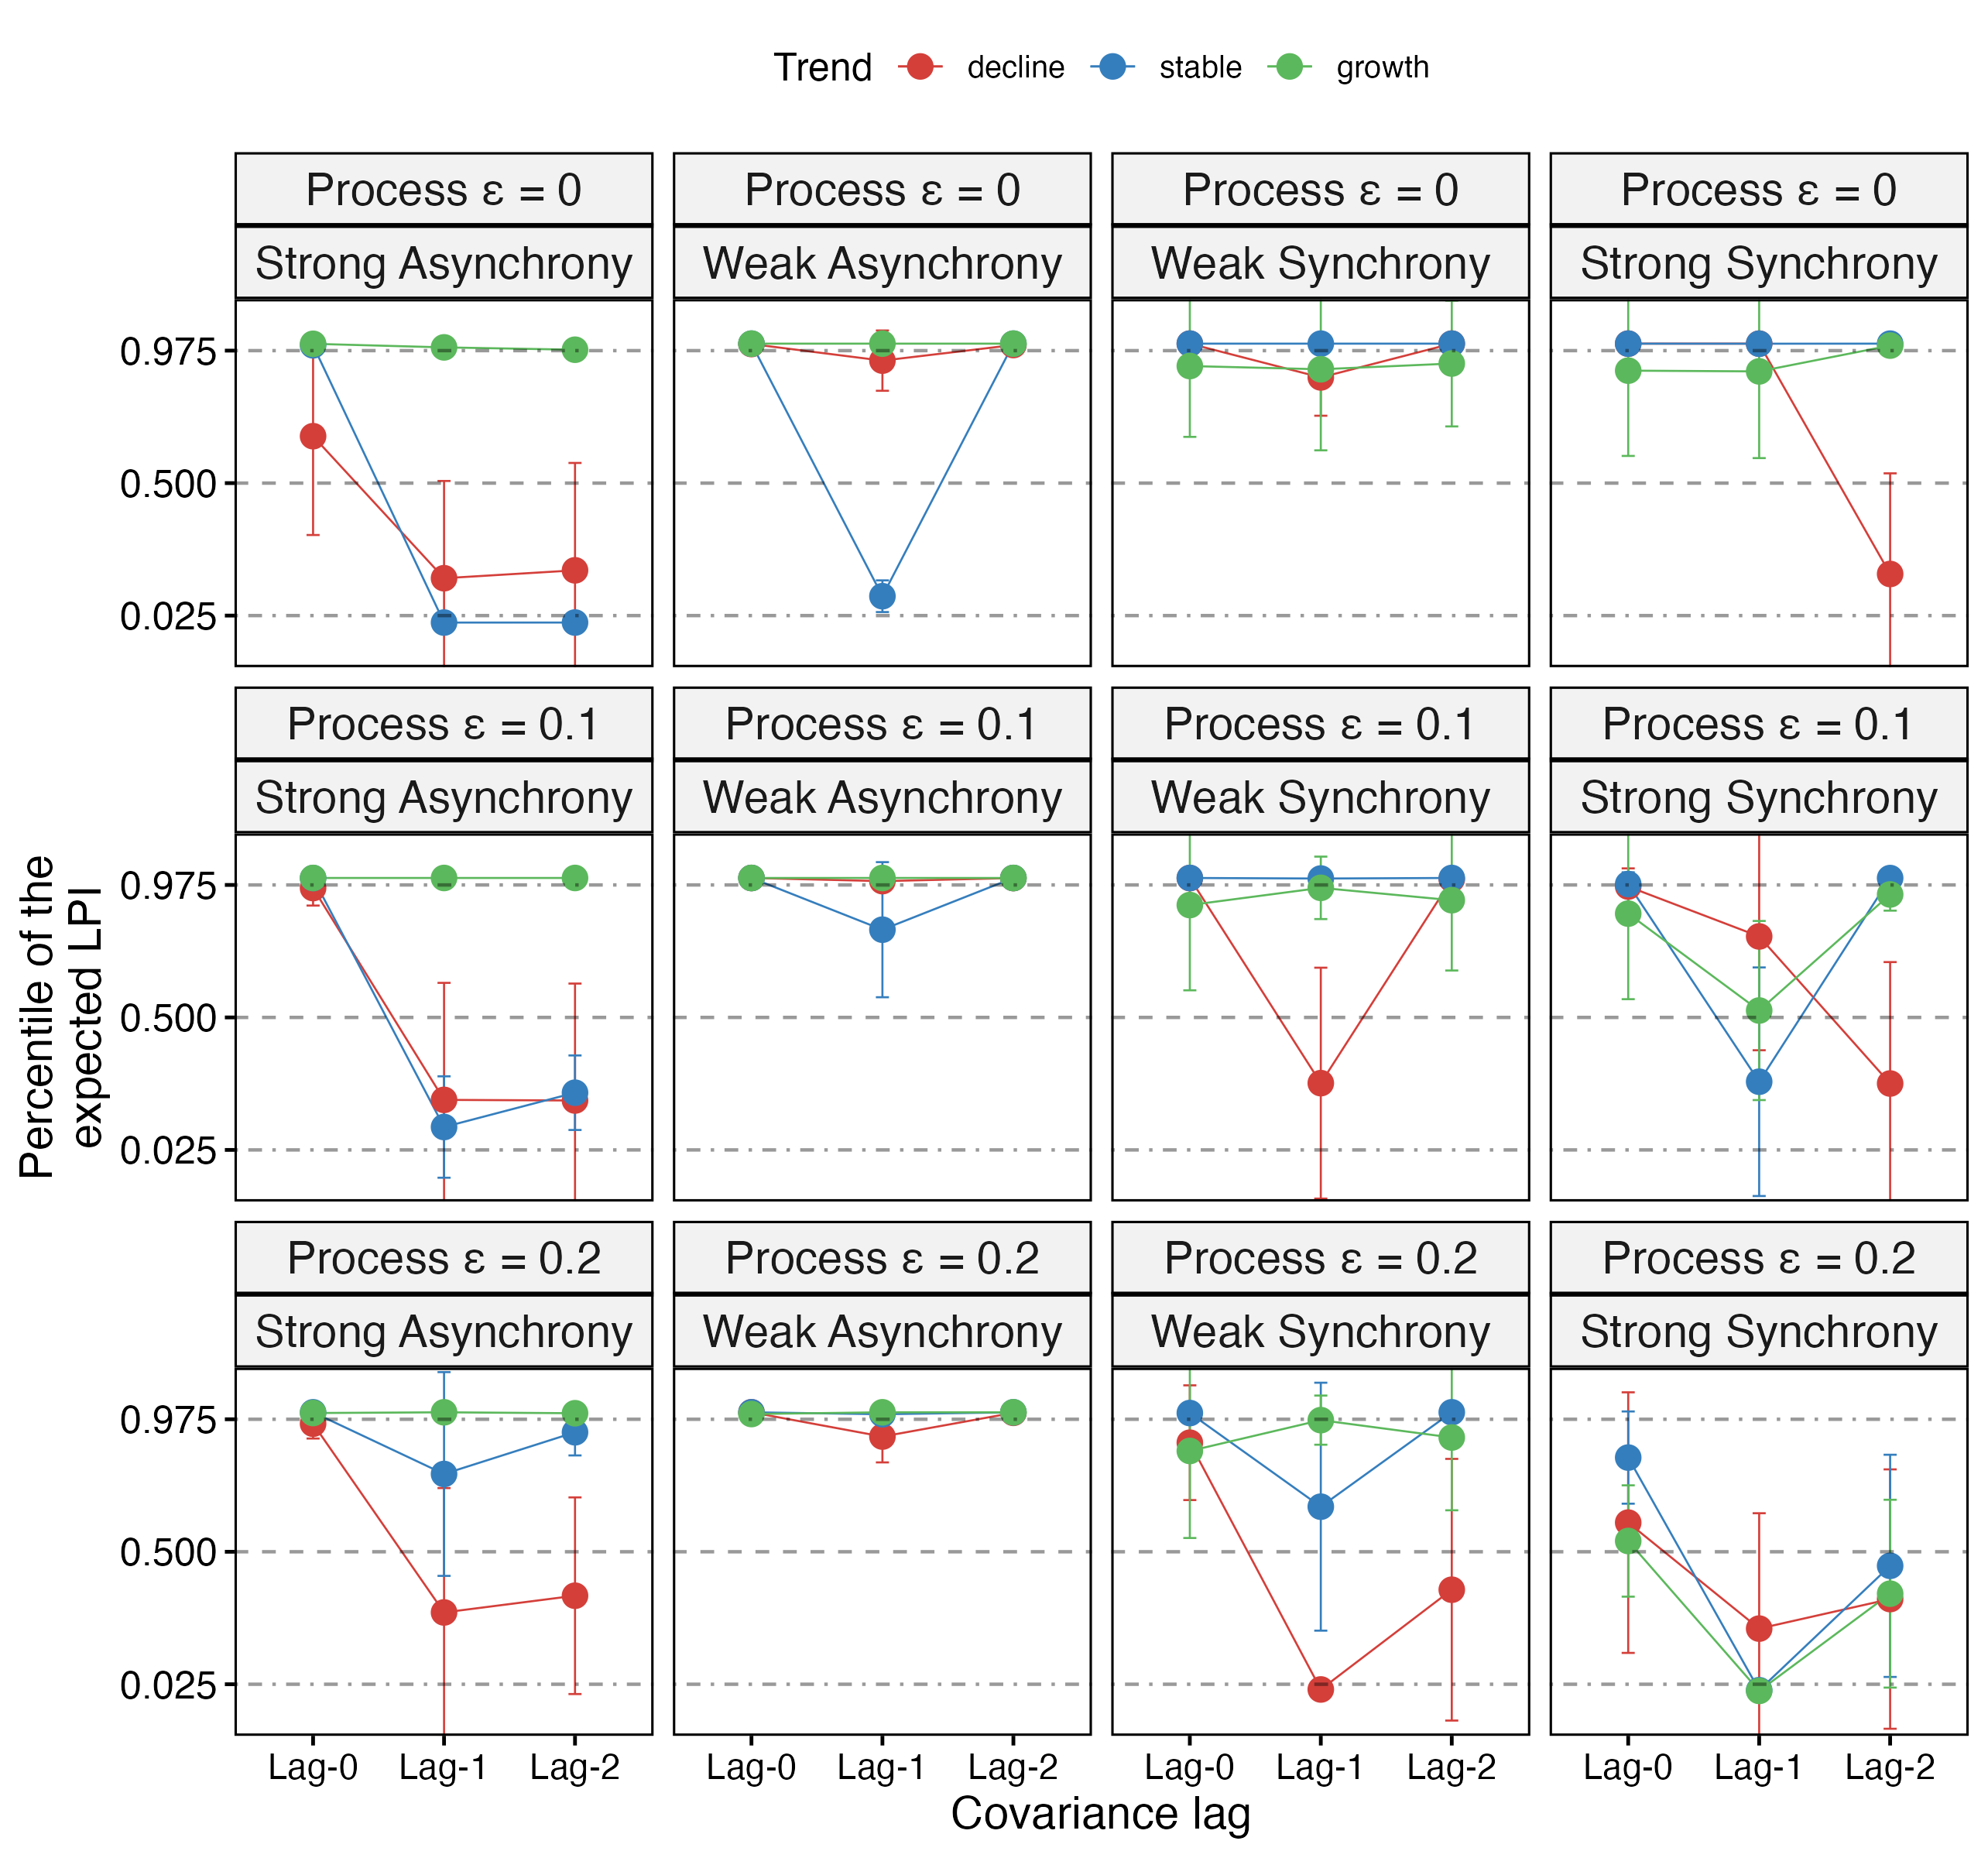 Trend decline stable growth
Process ε = 0 Process ε = 0 Process ε = 0 Process ε = 0
Strong Asynchrony Weak Asynchrony Weak Synchrony Strong Synchrony
0.975
0.500
0.025
Process ε = 0.1 Process ε = 0.1 Process ε = 0.1 Process ε = 0.1
Strong Asynchrony Weak Asynchrony Weak Synchrony Strong Synchrony
0.975
0.500
0.025
Percentile of the
expected LPI
Process ε = 0.2 Process ε = 0.2 Process ε = 0.2 Process ε = 0.2
Strong Asynchrony Weak Asynchrony Weak Synchrony Strong Synchrony
0.975
0.500
0.025
Lag-0 Lag-1 Lag-2 Lag-0 Lag-1 Lag-2 Lag-0 Lag-1 Lag-2 Lag-0 Lag-1 Lag-2
Covariance lag